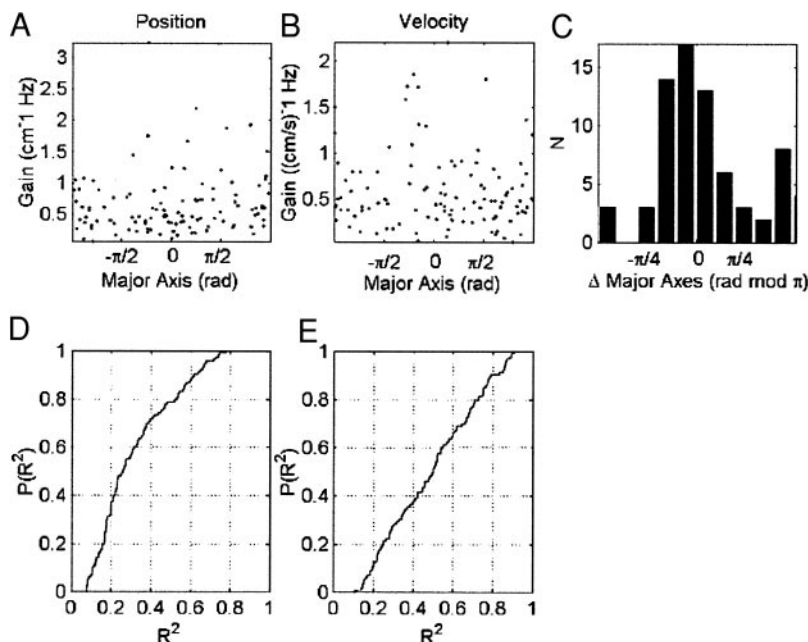 A
Position
Gain (cm⁻¹ Hz)
3
2.5
2
1.5
1
0.5
-π/2
0
π/2
Major Axis (rad)
B
Velocity
Gain ((cm/s)⁻¹ Hz)
2
1.5
1
0.5
-π/2
0
π/2
Major Axis (rad)
C
N
15
10
5
0
-π/4
0
π/4
Δ Major Axes (rad mod π)
D
P(R²)
1
0.8
0.6
0.4
0.2
0
0
0.2
0.4
0.6
0.8
1
R²
E
P(R²)
1
0.8
0.6
0.4
0.2
0
0
0.2
0.4
0.6
0.8
1
R²